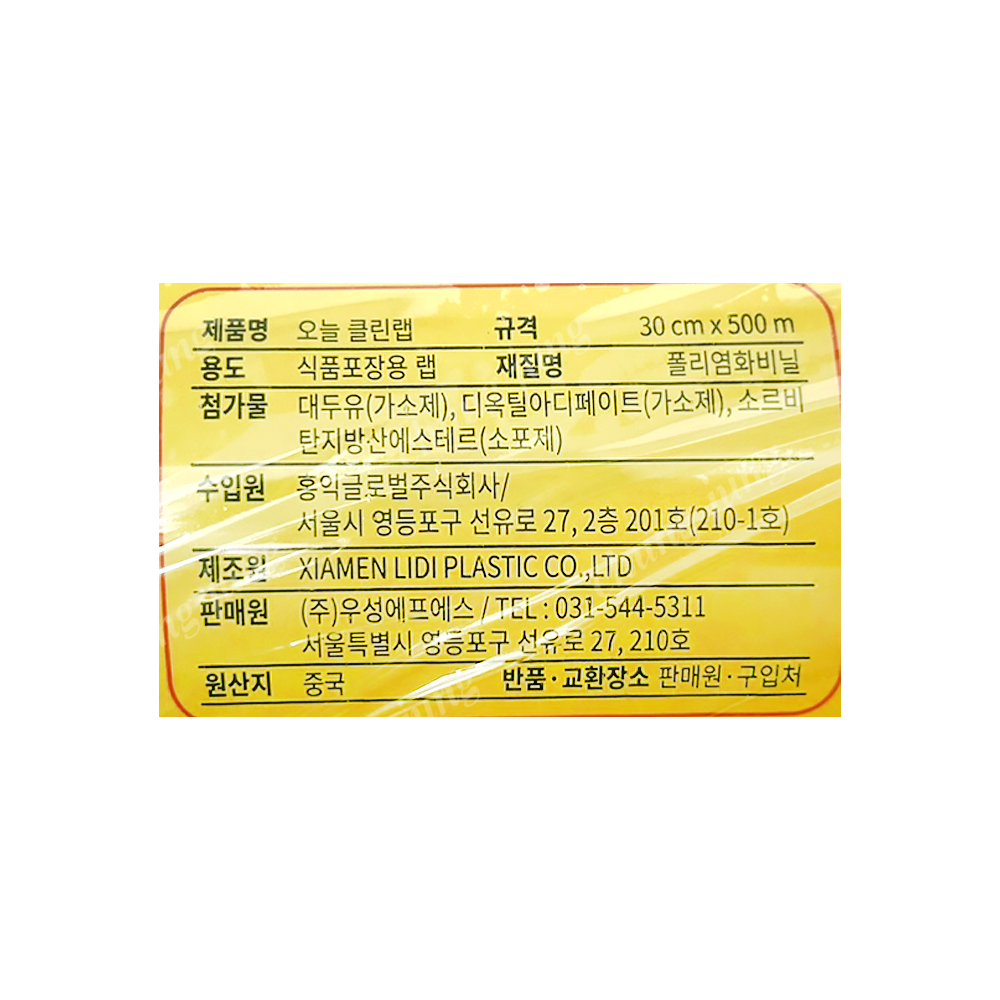 제품명 오늘 클린랩 규격 30 cm x 500 m
용도 식품포장용 랩 재질명 폴리염화비닐
첨가물 대두유(가소제), 디옥틸아디페이트(가소제), 소르비
탄지방산에스테르(소포제)
수입원 홍익글로벌주식회사/
서울시 영등포구 선유로 27, 2층 201호(210-1호)
제조원 XIAMEN LIDI PLASTIC CO.,LTD
판매원 (주)우성에프에스 / TEL : 031-544-5311
서울특별시 영등포구 선유로 27, 210호
원산지 중국 반품·교환장소 판매원·구입처